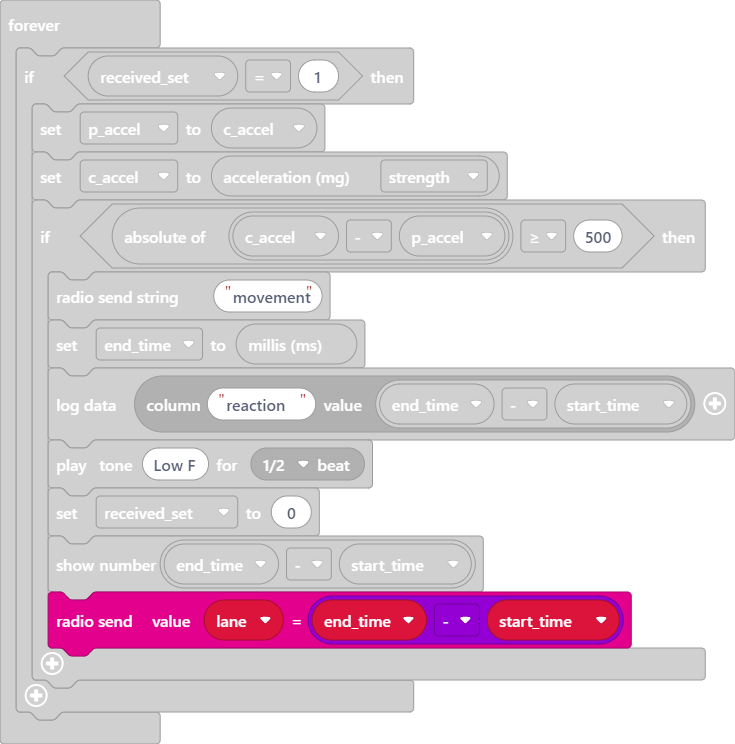 forever
if received_set = 1 then
set p_accel to c_accel
set c_accel to acceleration (mg) strength
if absolute of c_accel - p_accel ≥ 500 then
radio send string "movement"
set end_time to millis (ms)
log data column "reaction" value end_time - start_time
play tone Low F for 1/2 beat
set received_set to 0
show number end_time - start_time
radio send value lane = end_time - start_time